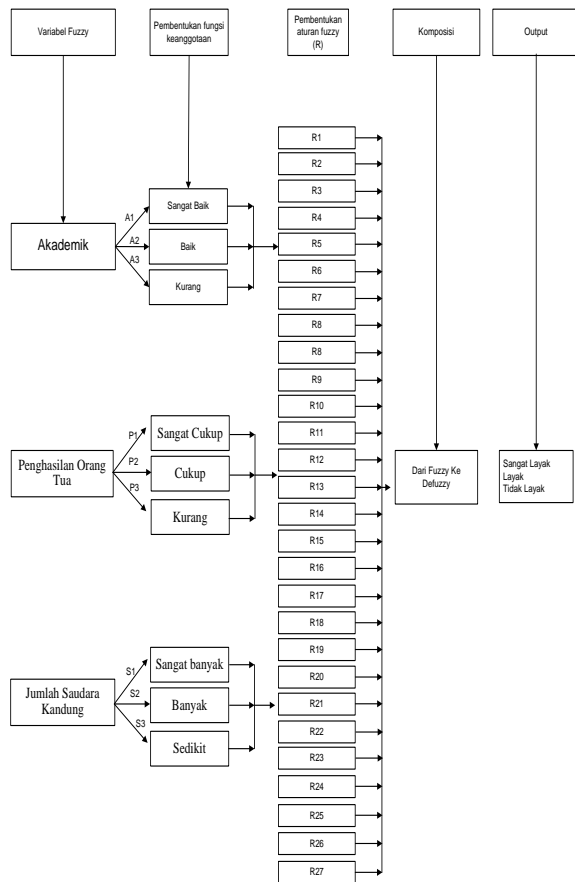 Variabel Fuzzy
Pembentukan fungsi
keanggotaan
Pembentukan
aturan fuzzy
(R)
Komposisi
Output
Akademik
A1
A2
A3
Sangat Baik
Baik
Kurang
Penghasilan Orang
Tua
P1
P2
P3
Sangat Cukup
Cukup
Kurang
Jumlah Saudara
Kandung
S1
S2
S3
Sangat banyak
Banyak
Sedikit
R1
R2
R3
R4
R5
R6
R7
R8
R8
R9
R10
R11
R12
R13
R14
R15
R16
R17
R18
R19
R20
R21
R22
R23
R24
R25
R26
R27
Dari Fuzzy Ke
Defuzzy
Sangat Layak
Layak
Tidak Layak